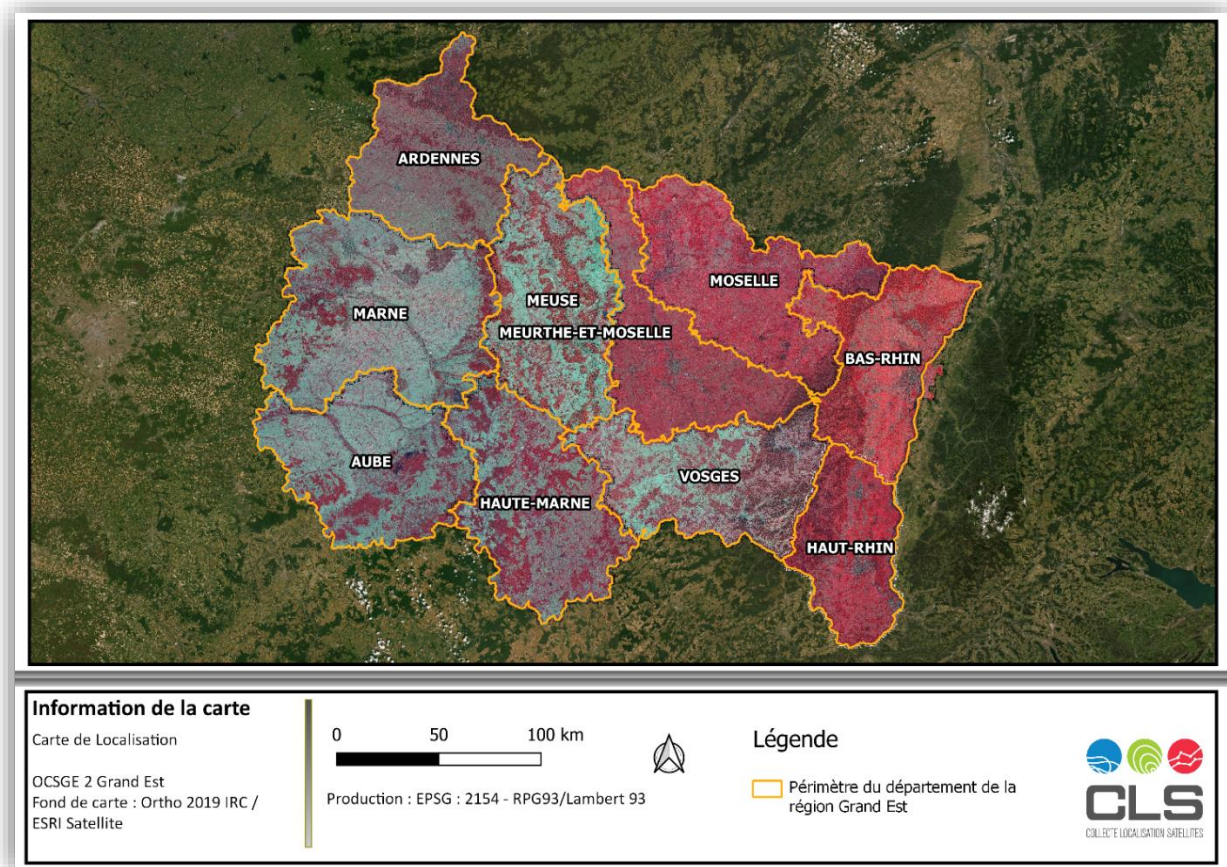 ARDENNES
MOSELLE
MEUSE
MARNE
MEURTHE-ET-MOSELLE
BAS-RHIN
AUBE
VOSGES
HAUTE-MARNE
HAUT-RHIN
Information de la carte
Carte de Localisation
OCSGE 2 Grand Est
Fond de carte : Ortho 2019 IRC /
ESRI Satellite
0 50 100 km
Production : EPSG : 2154 - RPG93/Lambert 93
Légende
Périmètre du département de la
région Grand Est
CLS
COLLECTE LOCALISATION SATELLITES